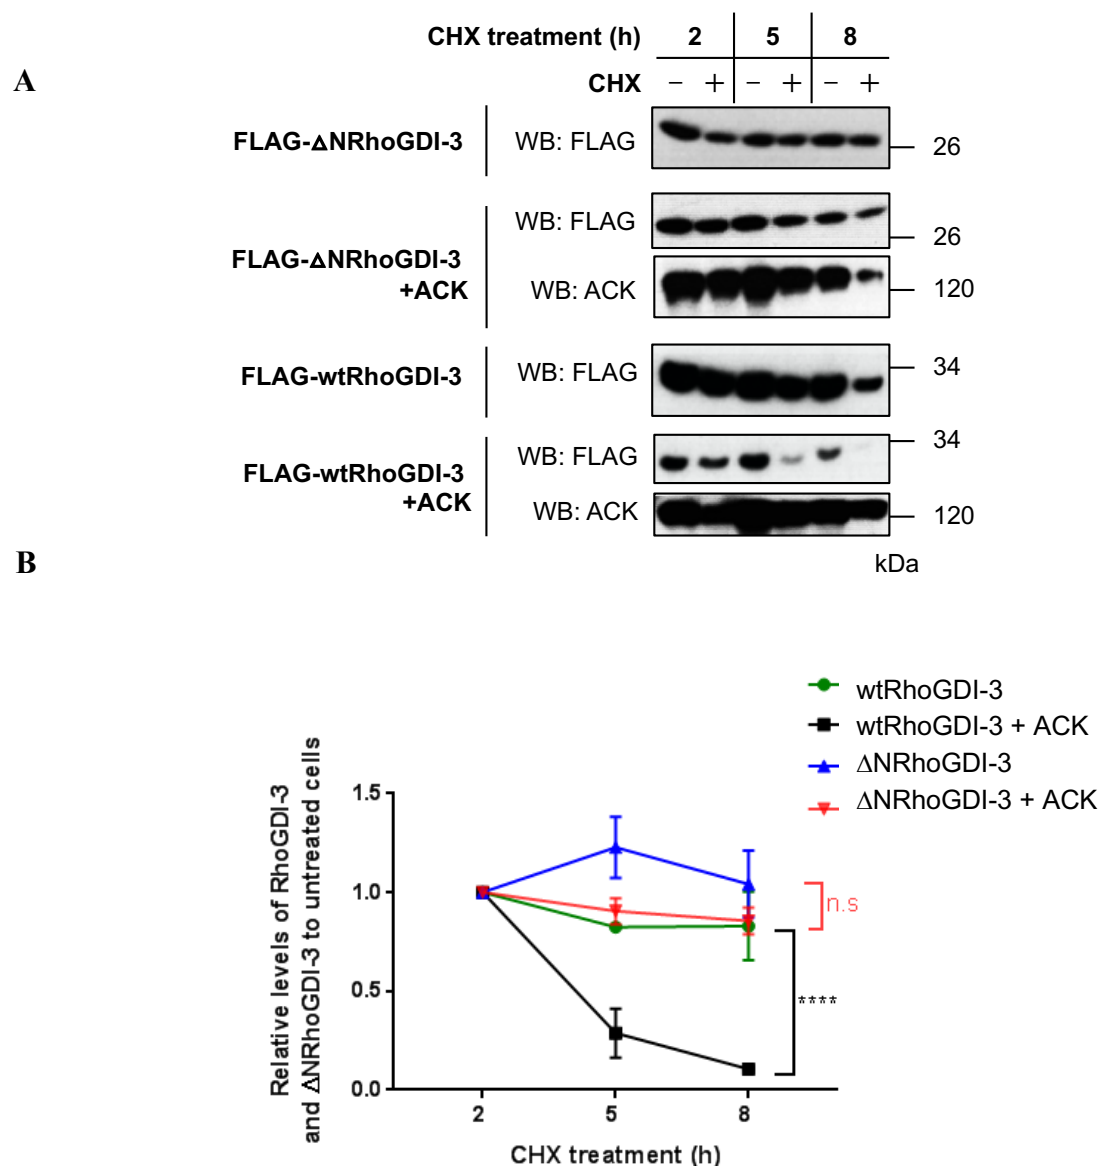 CHX treatment (h) 2 5 8
A
CHX − + − + − +
FLAG-ΔNRhoGDI-3 WB: FLAG 26
WB: FLAG 26
FLAG-ΔNRhoGDI-3
+ACK
WB: ACK 120
FLAG-wtRhoGDI-3 WB: FLAG 34
WB: FLAG 34
FLAG-wtRhoGDI-3
+ACK
WB: ACK 120
B
kDa
wtRhoGDI-3
wtRhoGDI-3 + ACK
ΔNRhoGDI-3
ΔNRhoGDI-3 + ACK
Relative levels of RhoGDI-3
and ΔNRhoGDI-3 to untreated cells
1.5
1.0
0.5
0.0
n.s
****
2 5 8
CHX treatment (h)